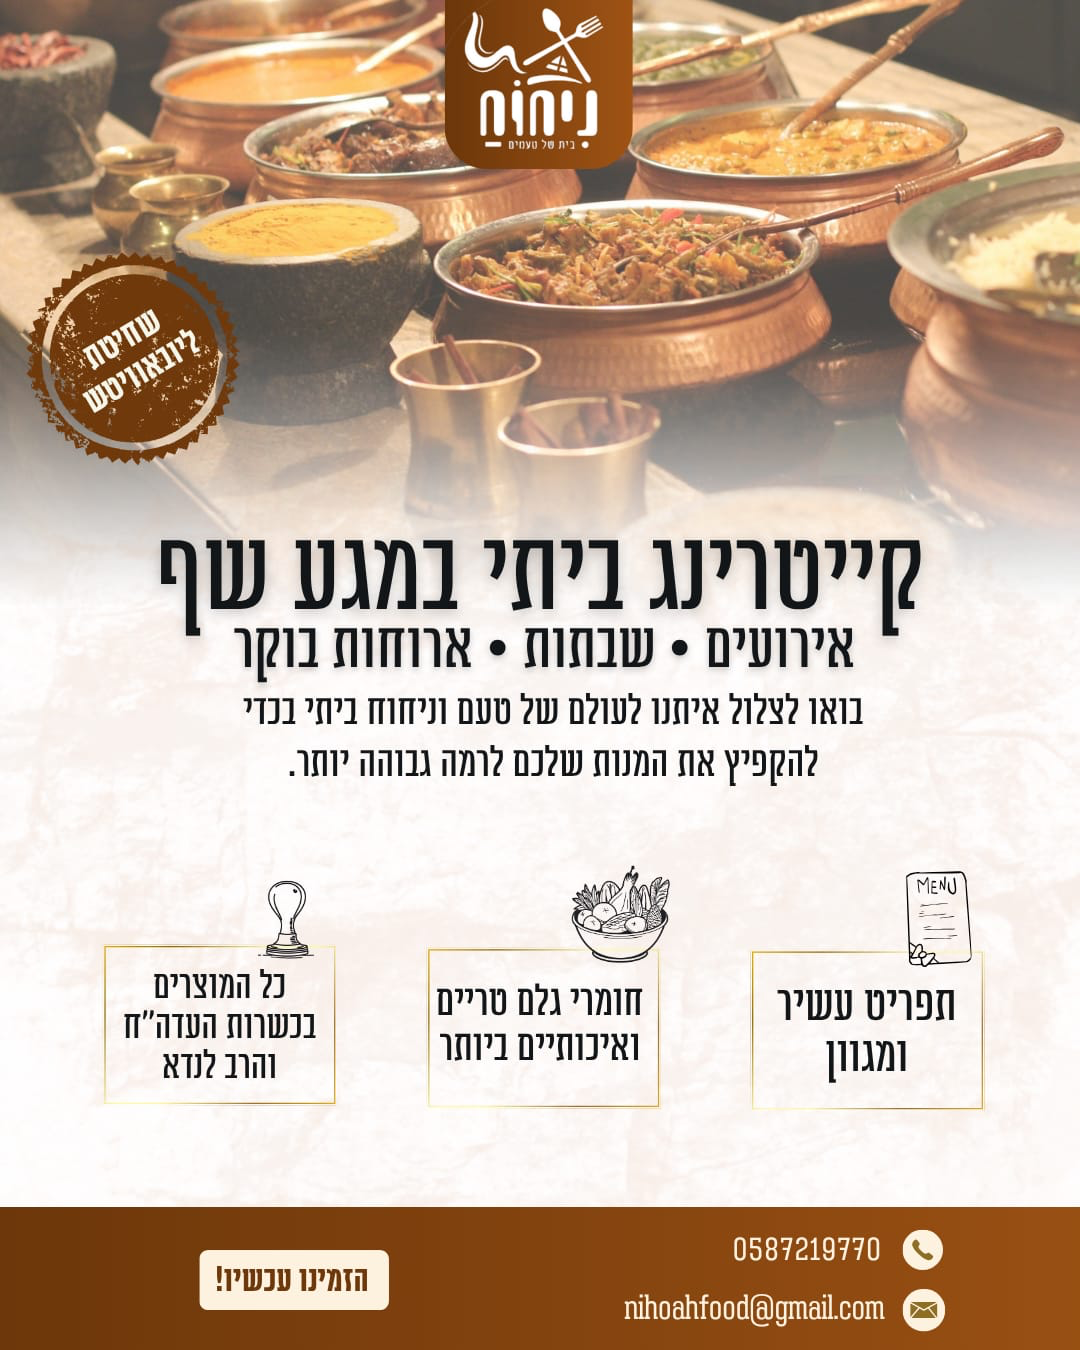 ניחוח
בית של טעמים
שחיטת
ליובאוויטש
קייטרינג ביתי במגע שף
אירועים • שבתות • ארוחות בוקר
בואו לצלול איתנו לעולם של טעם וניחוח ביתי בכדי
להקפיץ את המנות שלכם לרמה גבוהה יותר.
MENU
תפריט עשיר
ומגוון
חומרי גלם טריים
ואיכותיים ביותר
כל המוצרים
בכשרות העדה"ח
והרב לנדא
0587219770
nihoahfood@gmail.com
הזמינו עכשיו!